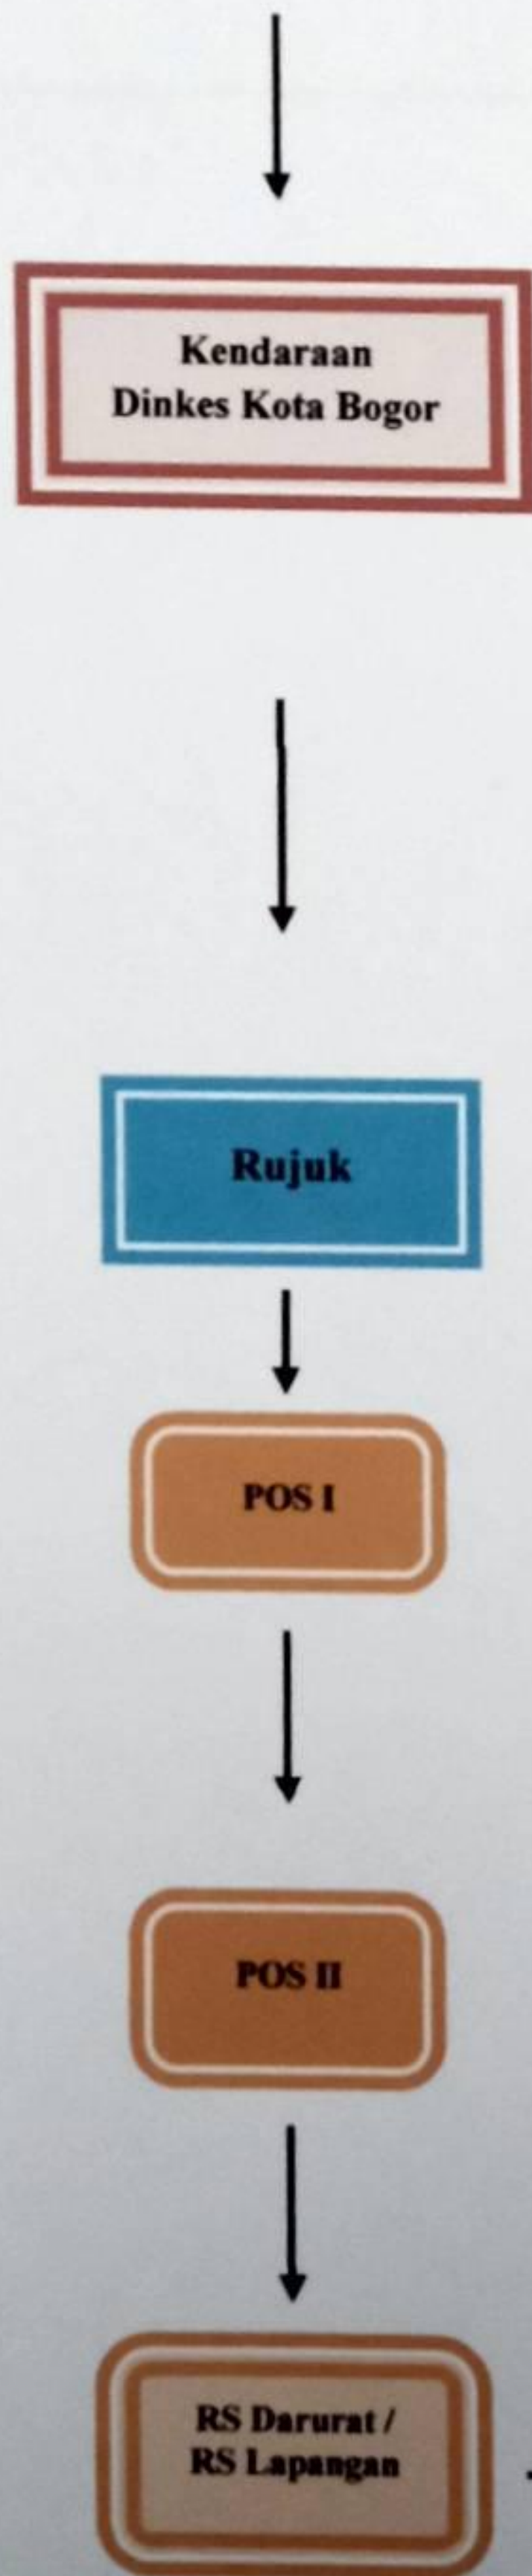 Kendaraan
Dinkes Kota Bogor
Rujuk
POS I
POS II
RS Darurat /
RS Lapangan